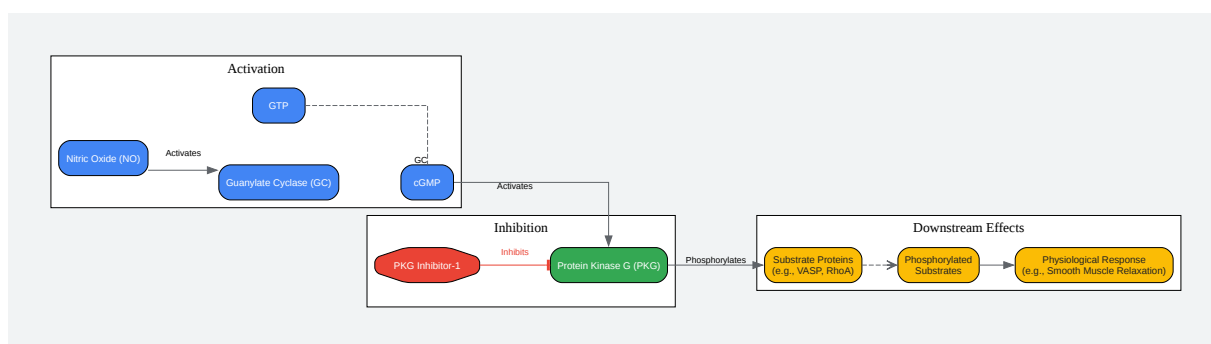 Activation
GTP
Nitric Oxide (NO)
Activates
Guanylate Cyclase (GC)
GC
cGMP
Activates
Inhibition
PKG Inhibitor-1
Inhibits
Protein Kinase G (PKG)
Phosphorylates
Downstream Effects
Substrate Proteins
(e.g., VASP, RhoA)
Phosphorylated
Substrates
Physiological Response
(e.g., Smooth Muscle Relaxation)